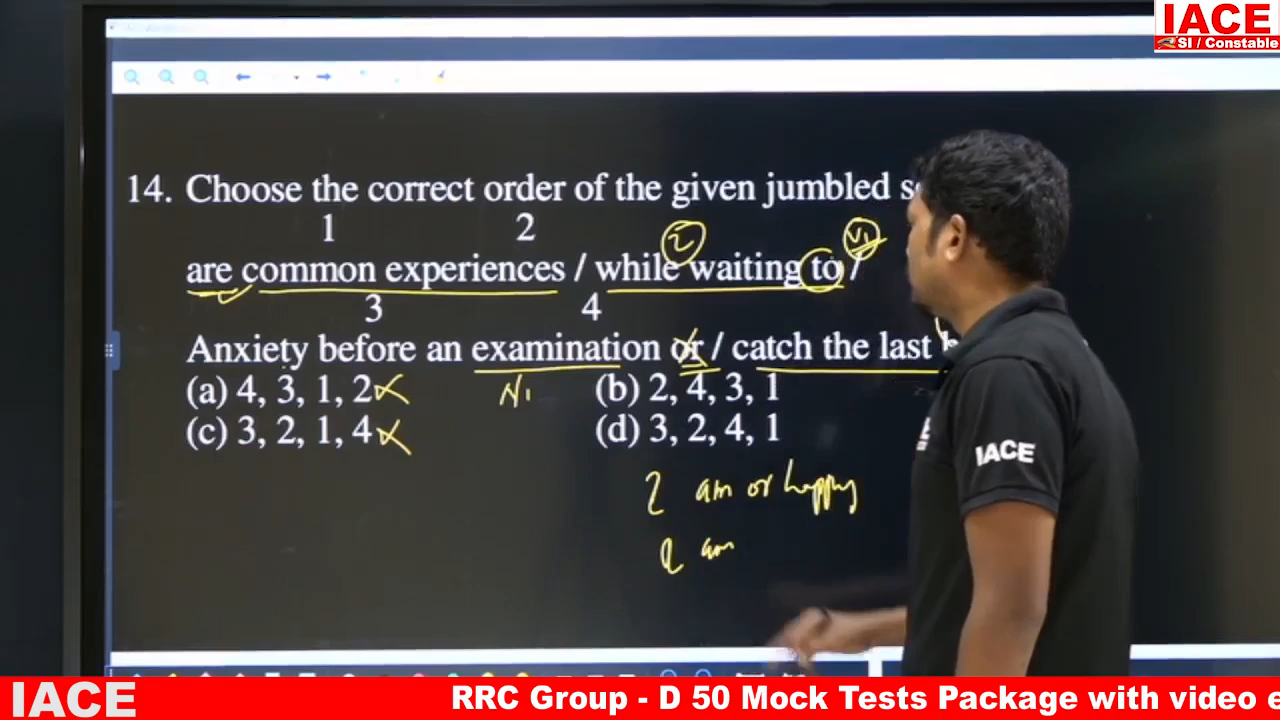 IACE
SI / Constable
14. Choose the correct order of the given jumbled
1 2
2 V1
are common experiences / while waiting to /
3 4
Anxiety before an examination or / catch the last
(a) 4, 3, 1, 2 (b) 2, 4, 3, 1
N1
(c) 3, 2, 1, 4 (d) 3, 2, 4, 1
IACE
I am or happy
I am
IACE RRC Group - D 50 Mock Tests Package with video